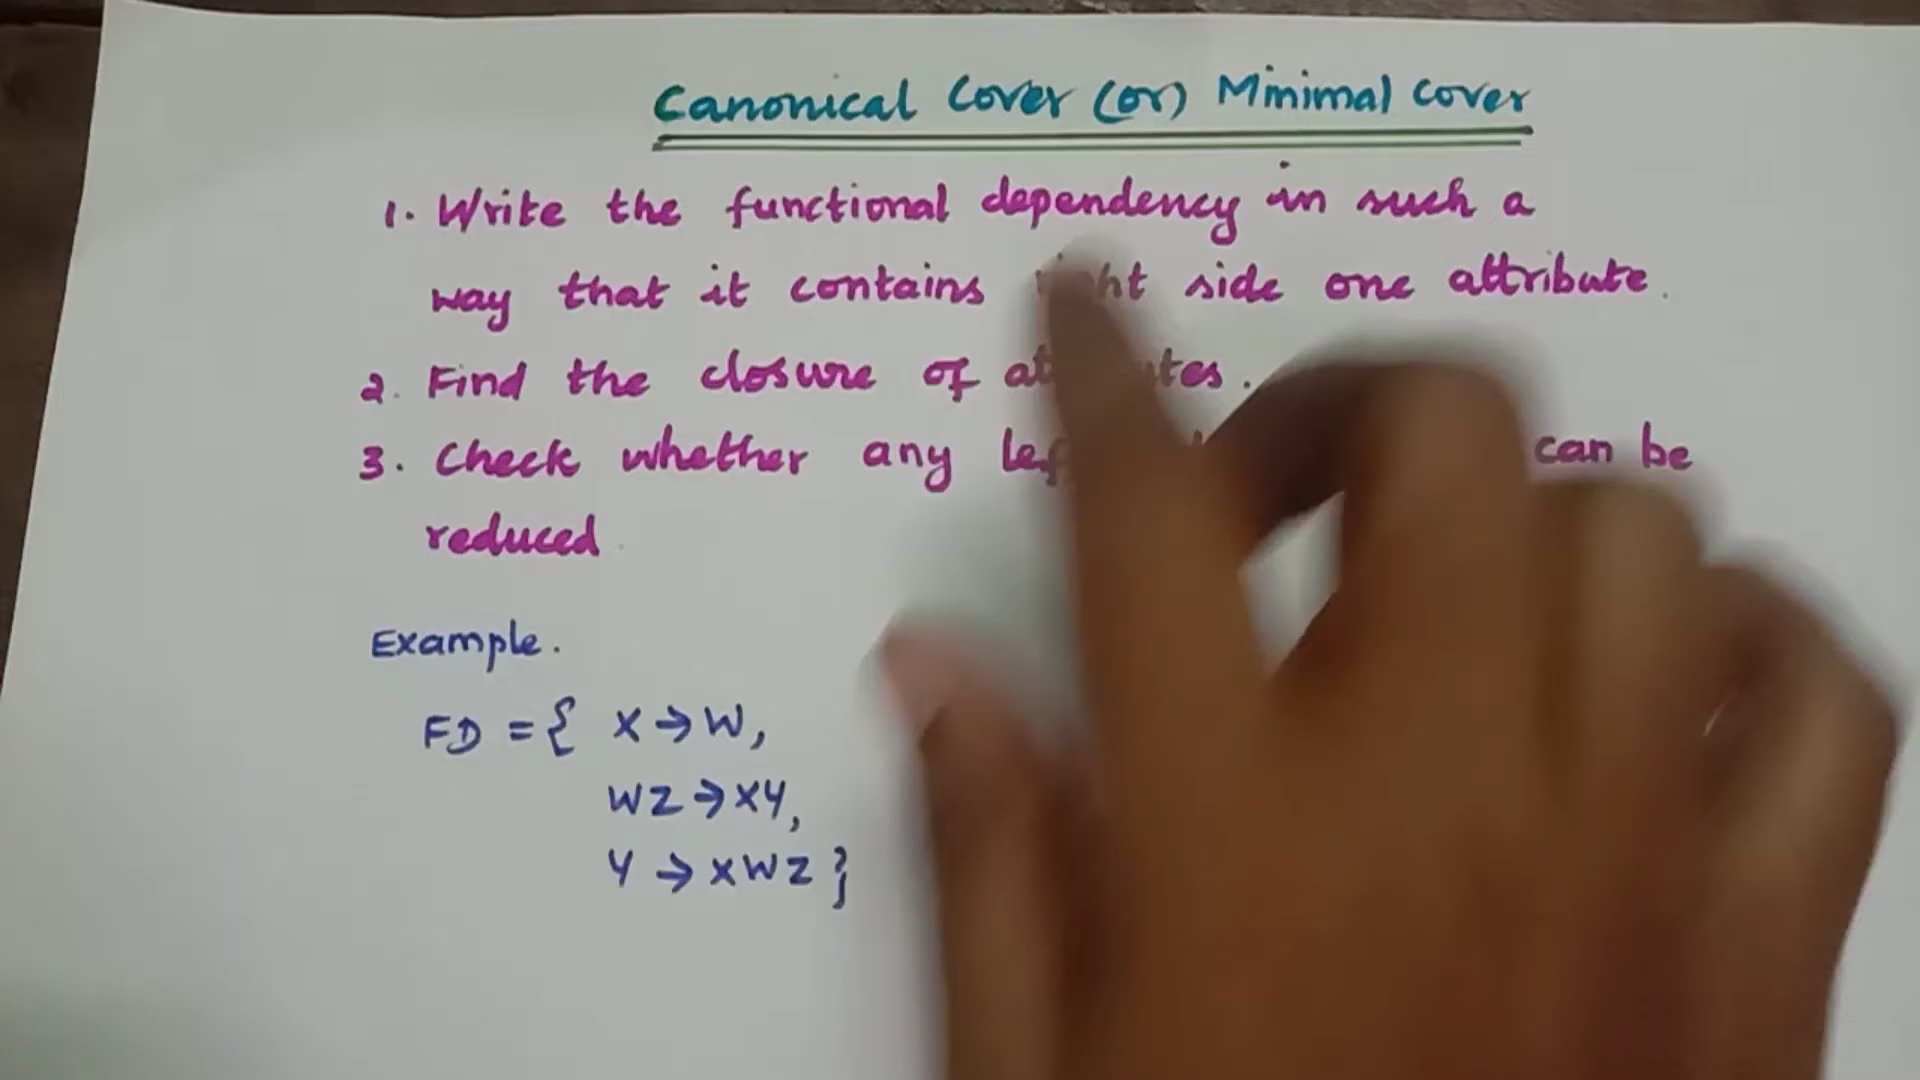 Canonical Cover (or) Minimal Cover
1. Write the functional dependency in such a
way that it contains side one attribute.
2. Find the closure of
3. Check whether any can be
reduced
Example.
FD = { X → W,
WZ → XY,
Y → XWZ }